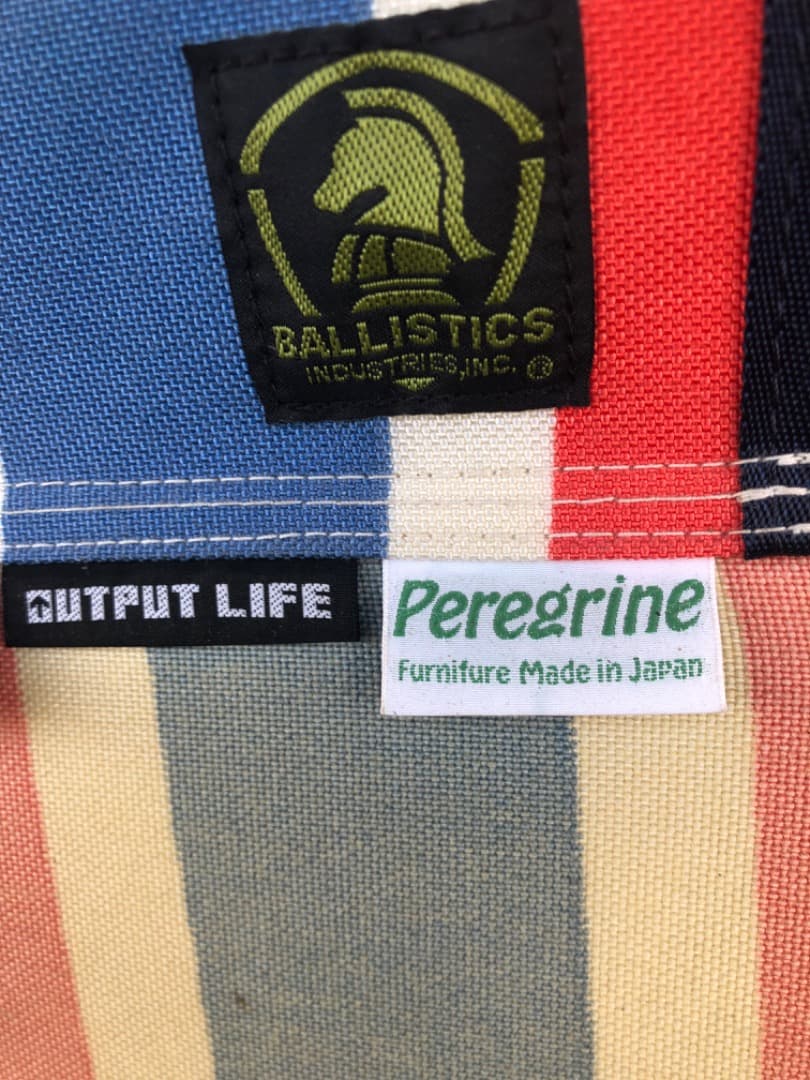 BALLISTICS
INDUSTRIES,INC. ®
OUTPUT LIFE
Peregrine
Furniture Made in Japan